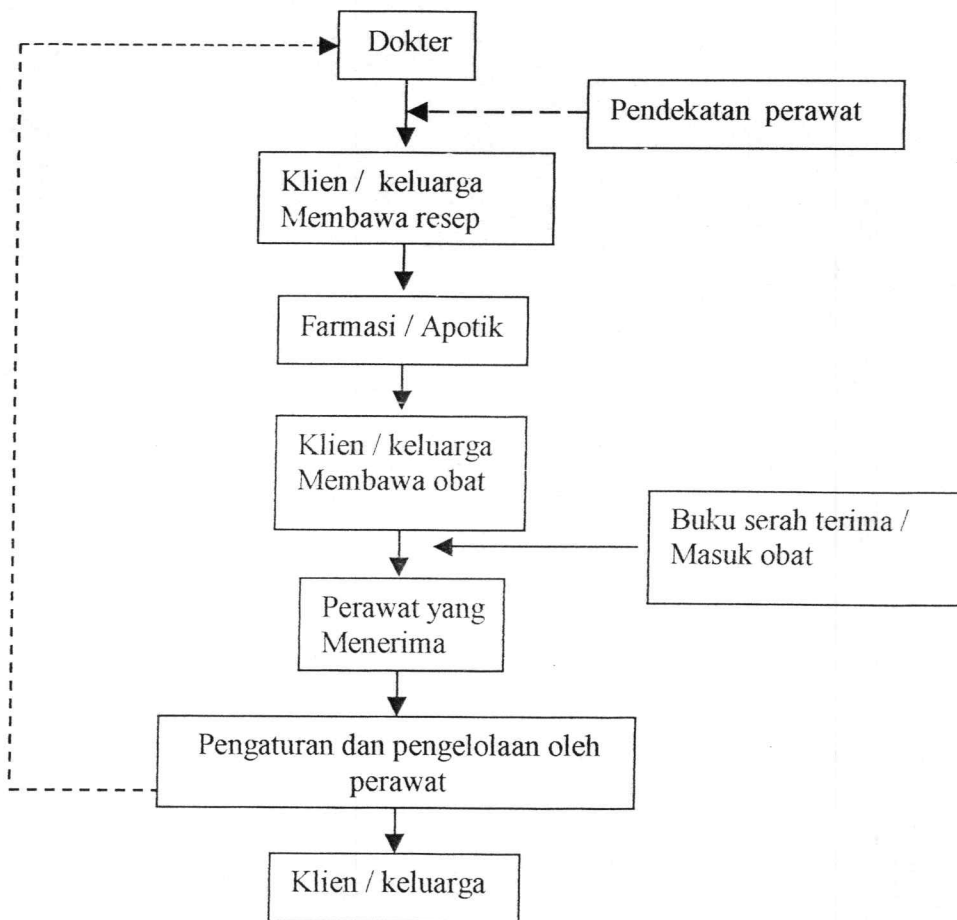 Dokter
Pendekatan perawat
Klien / keluarga
Membawa resep
Farmasi / Apotik
Klien / keluarga
Membawa obat
Buku serah terima /
Masuk obat
Perawat yang
Menerima
Pengaturan dan pengelolaan oleh
perawat
Klien / keluarga